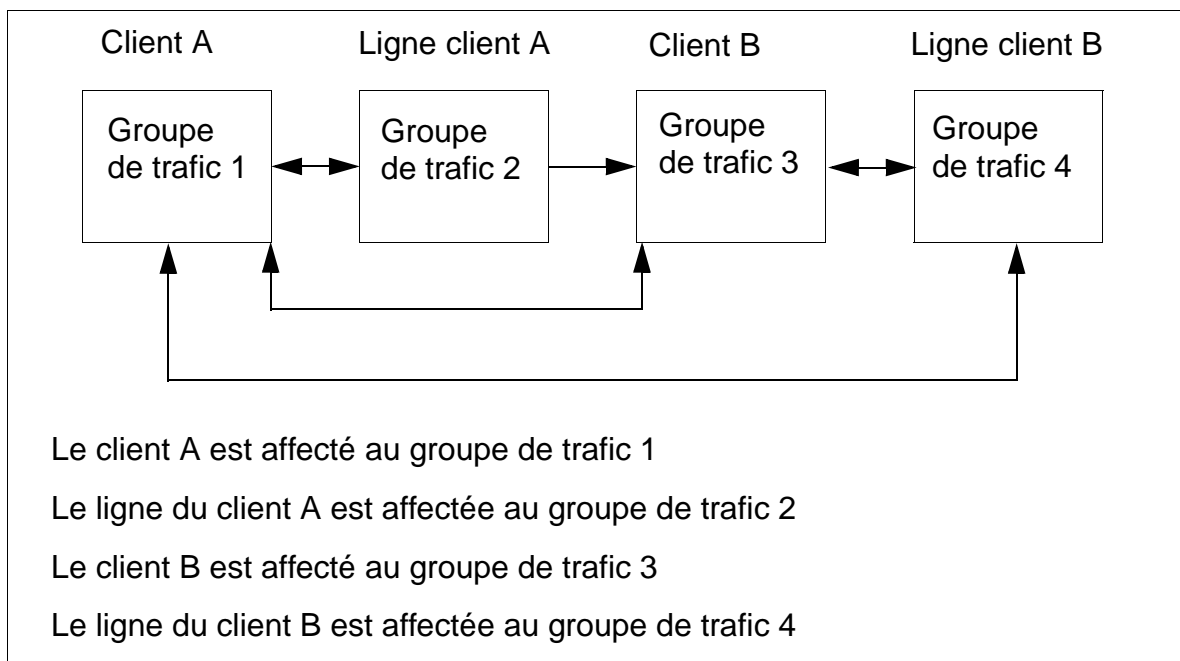 Client A
Ligne client A
Client B
Ligne client B
Groupe
de trafic 1
Groupe
de trafic 2
Groupe
de trafic 3
Groupe
de trafic 4
Le client A est affecté au groupe de trafic 1
Le ligne du client A est affectée au groupe de trafic 2
Le client B est affecté au groupe de trafic 3
Le ligne du client B est affectée au groupe de trafic 4